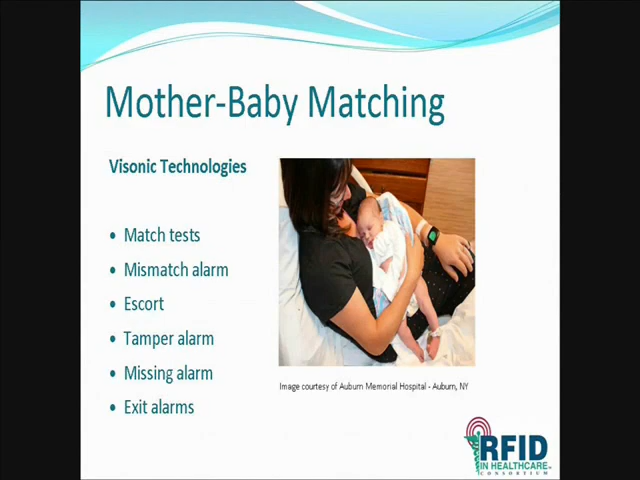 Mother-Baby Matching
Visonic Technologies
• Match tests
• Mismatch alarm
• Escort
• Tamper alarm
• Missing alarm
• Exit alarms
Image courtesy of Auburn Memorial Hospital - Auburn, NY
RFID
IN HEALTHCARE
CONSORTIUM